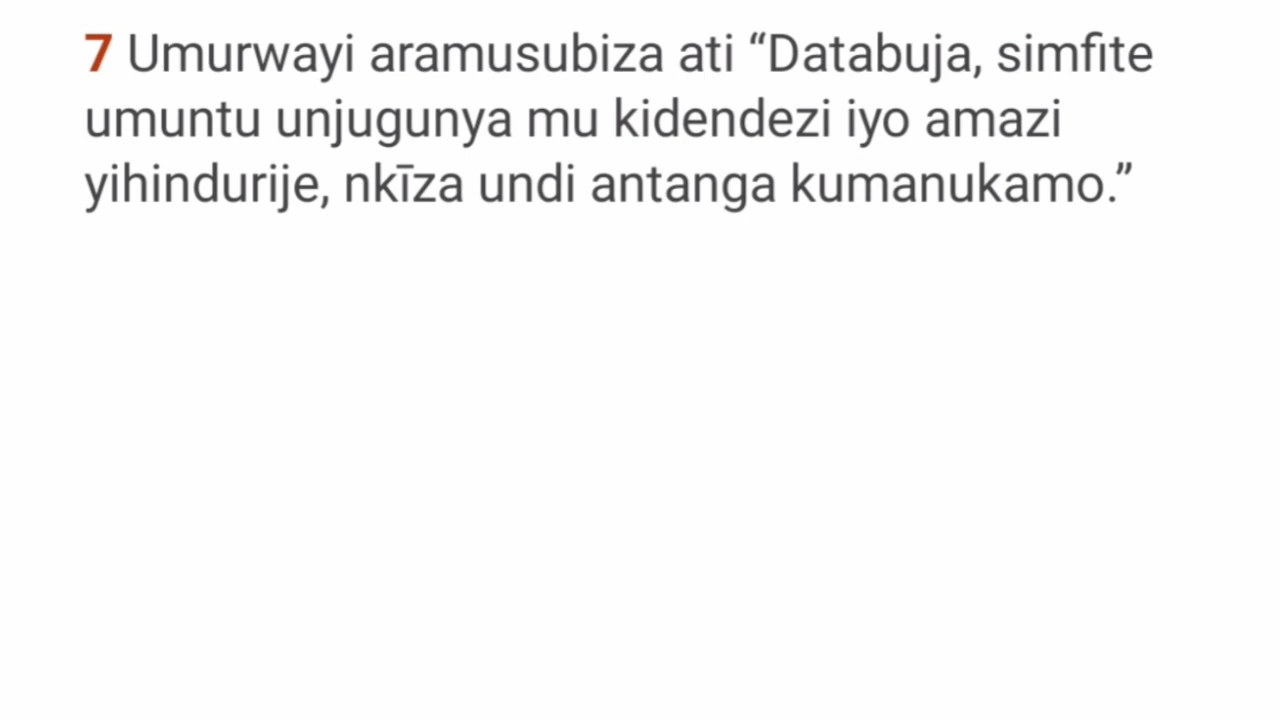 7 Umurwayi aramusubiza ati “Databuja, simfite
umuntu unjugunya mu kidendezi iyo amazi
yihindurije, nkīza undi antanga kumanukamo.”